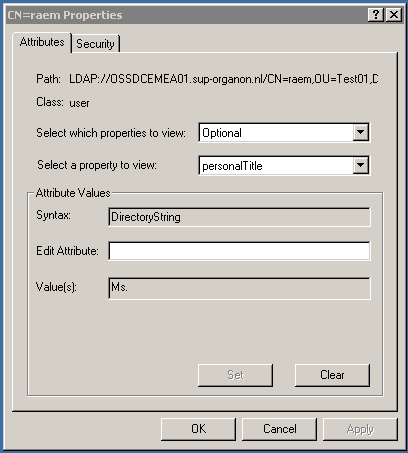 CN=raem Properties
Attributes
Security
Path: LDAP://OSSDCEMEA01.sup-organon.nl/CN=raem,OU=Test01,D
Class: user
Select which properties to view: Optional
Select a property to view: personalTitle
Attribute Values
Syntax: DirectoryString
Edit Attribute:
Value(s): Ms.
Set Clear
OK Cancel Apply